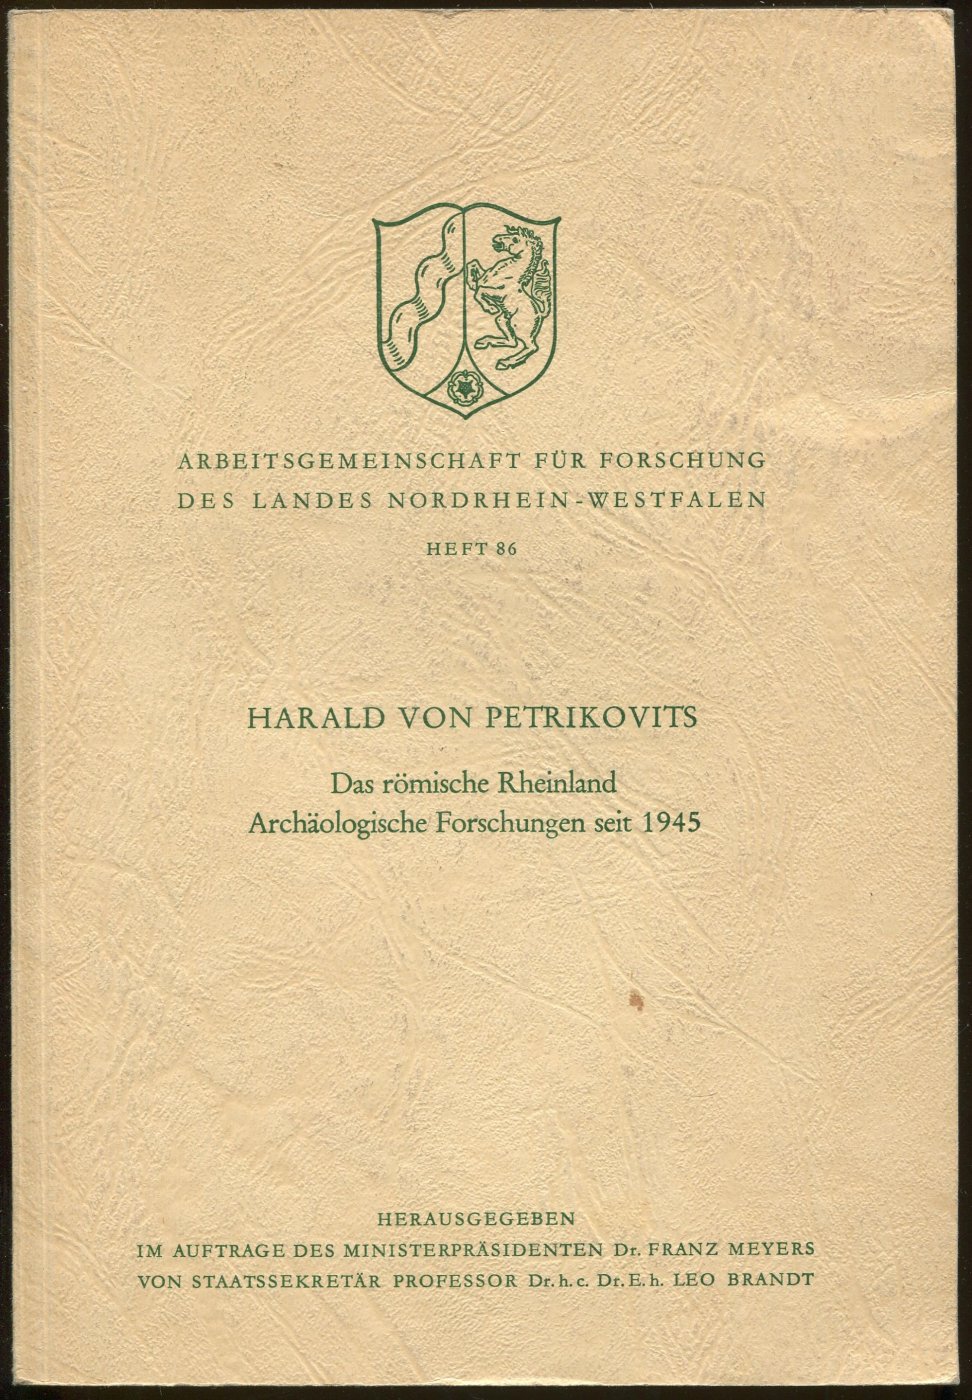 ARBEITSGEMEINSCHAFT FÜR FORSCHUNG
DES LANDES NORDRHEIN-WESTFALEN
HEFT 86
HARALD VON PETRIKOVITS
Das römische Rheinland
Archäologische Forschungen seit 1945
HERAUSGEGEBEN
IM AUFTRAGE DES MINISTERPRÄSIDENTEN Dr. FRANZ MEYERS
VON STAATSSEKRETÄR PROFESSOR Dr. h. c. Dr. E. h. LEO BRANDT